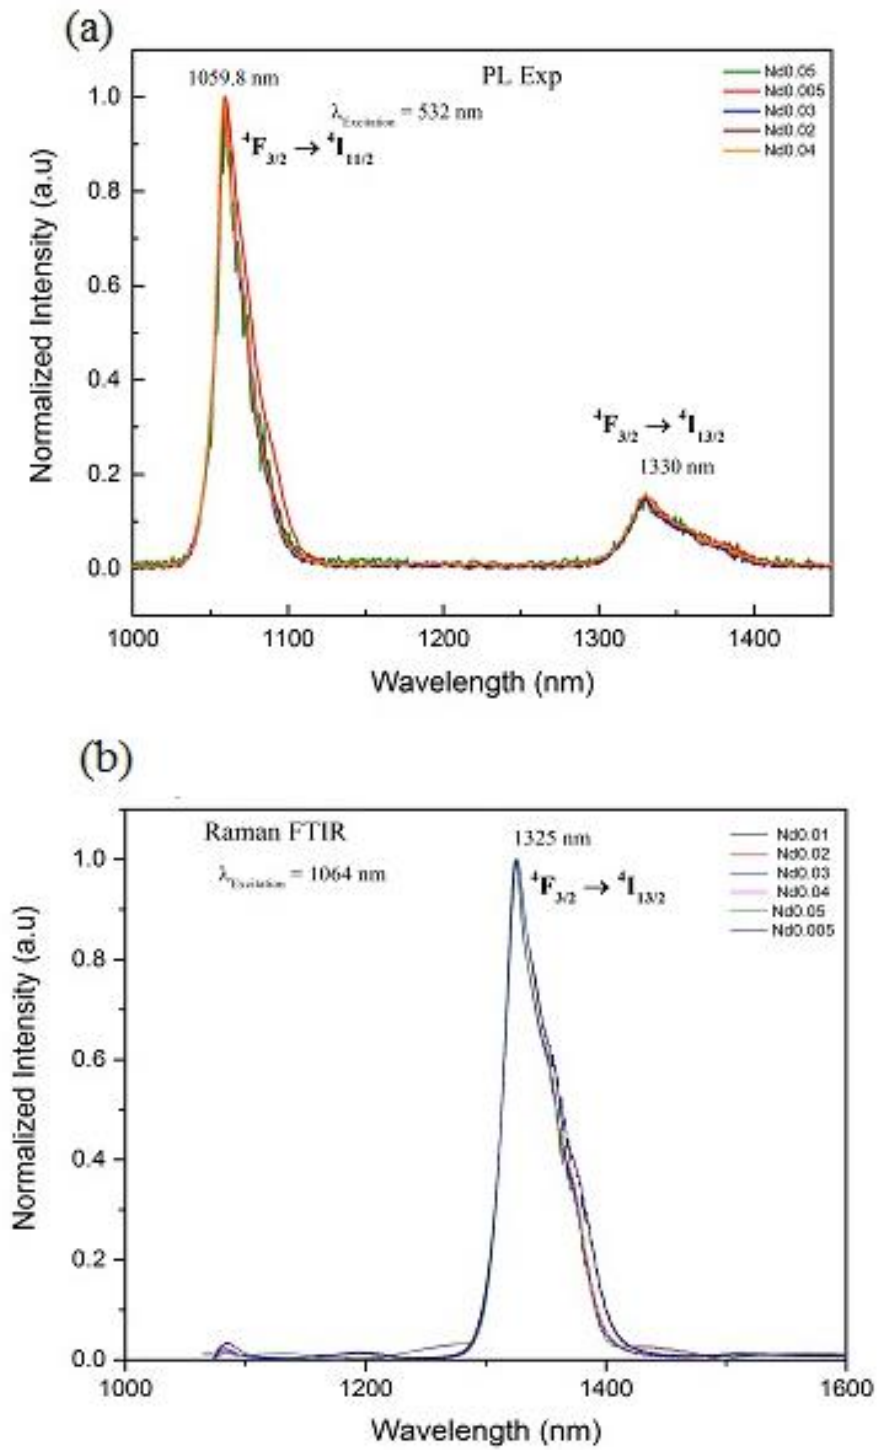 (a)
1059.8 nm
PL Exp
λExcitation = 532 nm
⁴F₃/₂ → ⁴I₁₁/₂
Nd0.05
Nd0.005
Nd0.03
Nd0.02
Nd0.04
⁴F₃/₂ → ⁴I₁₃/₂
1330 nm
Normalized Intensity (a.u)
1.0
0.8
0.6
0.4
0.2
0.0
1000 1100 1200 1300 1400
Wavelength (nm)
(b)
Raman FTIR
λExcitation = 1064 nm
1325 nm
⁴F₃/₂ → ⁴I₁₃/₂
Nd0.01
Nd0.02
Nd0.03
Nd0.04
Nd0.05
Nd0.005
Normalized Intensity (a.u)
1.0
0.8
0.6
0.4
0.2
0.0
1000 1200 1400 1600
Wavelength (nm)